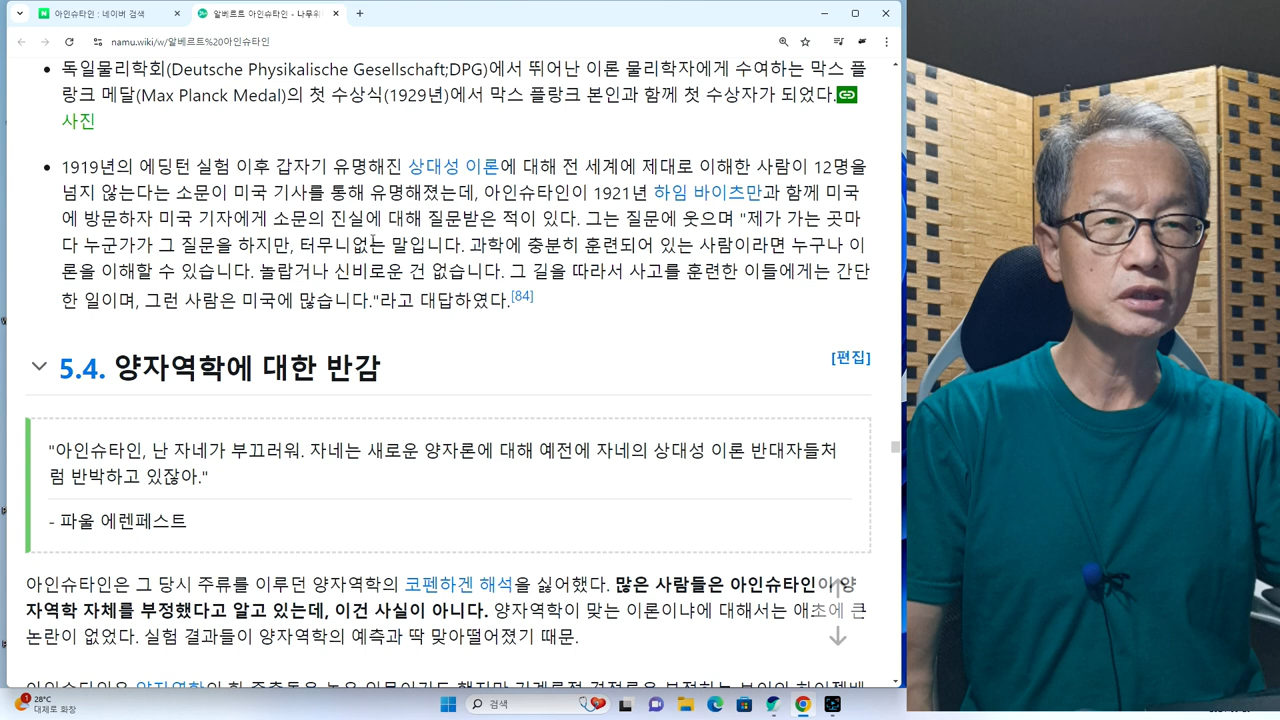 아인슈타인 : 네이버 검색
알베르트 아인슈타인 - 나무위
namu.wiki/w/알베르트%20아인슈타인
독일물리학회(Deutsche Physikalische Gesellschaft;DPG)에서 뛰어난 이론 물리학자에게 수여하는 막스 플
랑크 메달(Max Planck Medal)의 첫 수상식(1929년)에서 막스 플랑크 본인과 함께 첫 수상자가 되었다.
사진
1919년의 에딩턴 실험 이후 갑자기 유명해진 상대성 이론에 대해 전 세계에 제대로 이해한 사람이 12명을
넘지 않는다는 소문이 미국 기사를 통해 유명해졌는데, 아인슈타인이 1921년 하임 바이츠만과 함께 미국
에 방문하자 미국 기자에게 소문의 진실에 대해 질문받은 적이 있다. 그는 질문에 웃으며 "제가 가는 곳마
다 누군가가 그 질문을 하지만, 터무니없는 말입니다. 과학에 충분히 훈련되어 있는 사람이라면 누구나 이
론을 이해할 수 있습니다. 놀랍거나 신비로운 건 없습니다. 그 길을 따라서 사고를 훈련한 이들에게는 간단
한 일이며, 그런 사람은 미국에 많습니다."라고 대답하였다.[84]
5.4. 양자역학에 대한 반감 [편집]
"아인슈타인, 난 자네가 부끄러워. 자네는 새로운 양자론에 대해 예전에 자네의 상대성 이론 반대자들처
럼 반박하고 있잖아."
- 파울 에렌페스트
아인슈타인은 그 당시 주류를 이루던 양자역학의 코펜하겐 해석을 싫어했다. 많은 사람들은 아인슈타인이 양
자역학 자체를 부정했다고 알고 있는데, 이건 사실이 아니다. 양자역학이 맞는 이론이냐에 대해서는 애초에 큰
논란이 없었다. 실험 결과들이 양자역학의 예측과 딱 맞아떨어졌기 때문.
아인슈타인은 양자역학의
28°C
대체로 화창
검색